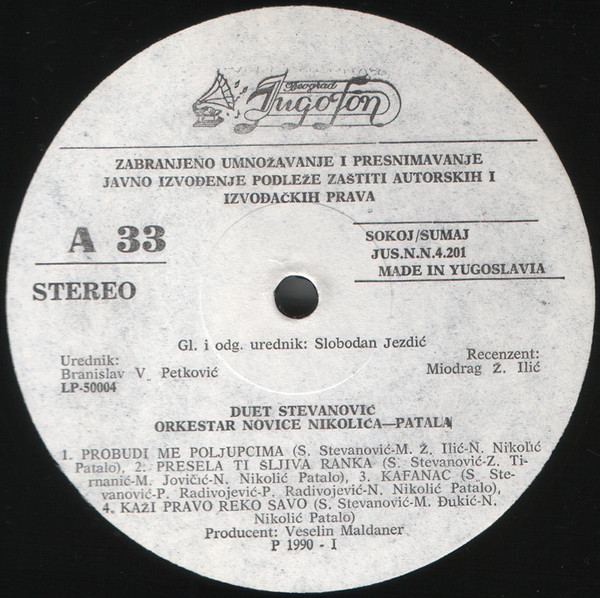 Beograd
Jugofon
ZABRANJENO UMNOŽAVANJE I PRESNIMAVANJE
JAVNO IZVOĐENJE PODLEŽE ZAŠTITI AUTORSKIH I
IZVOĐAČKIH PRAVA
A 33
STEREO
SOKOJ/SUMAJ
JUS.N.N.4.201
MADE IN YUGOSLAVIA
Gl. i odg. urednik: Slobodan Jezdić
Urednik:
Branislav V Petković
LP-50004
Recenzent:
Miodrag Ž. Ilić
DUET STEVANOVIĆ
ORKESTAR NOVICE NIKOLIĆA—PATALA
1. PROBUDI ME POLJUPCIMA (S. Stevanović-M. Ž. Ilić-N. Nikolić
Patalo), 2. PRESELA TI ŠLJIVA RANKA (S. Stevanović-Z. Ti-
rnanić-M. Jovičić-N. Nikolić Patalo), 3. KAFANAC (S. Ste-
vanović-P. Radivojević-P. Radivojević-N. Nikolić Patalo),
4. KAŽI PRAVO REKO SAVO (S. Stevanović-M. Đukić-N.
Nikolić Patalo)
Producent: Veselin Maldaner
P 1990 - I